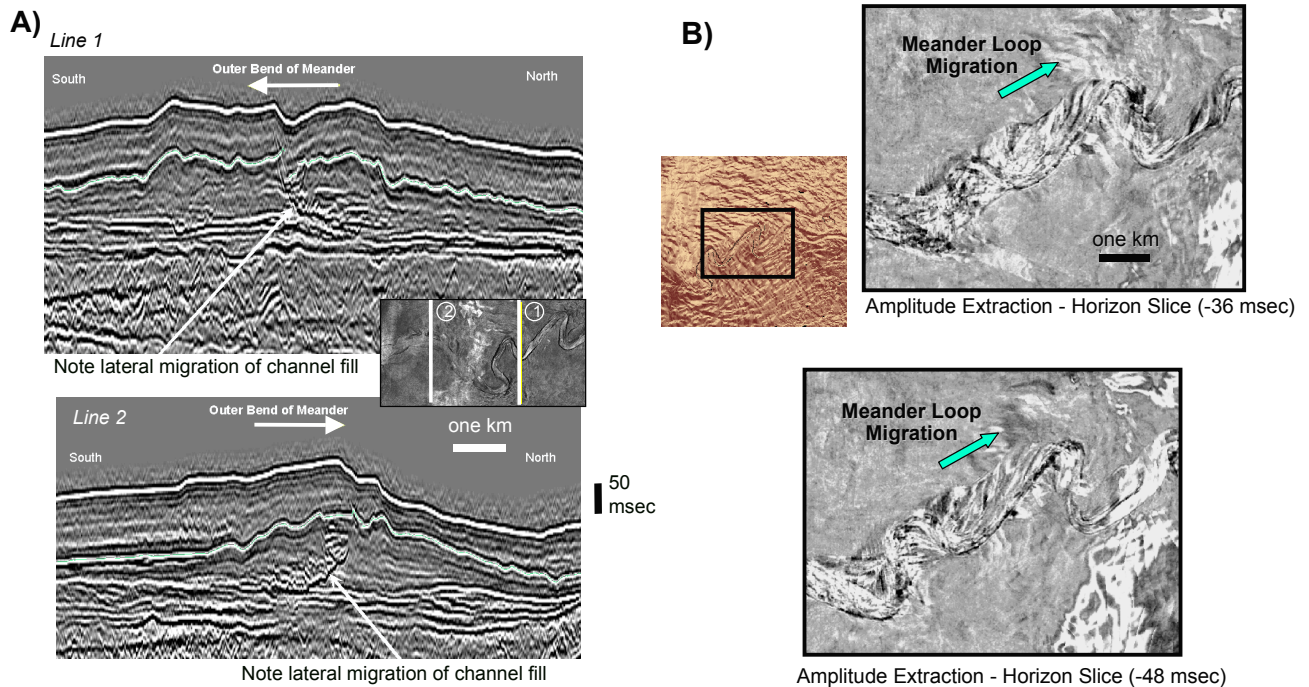 A)
Line 1
South
Outer Bend of Meander
North
Note lateral migration of channel fill
② ①
Line 2
Outer Bend of Meander
one km
South
North
50
msec
Note lateral migration of channel fill
B)
Meander Loop
Migration
one km
Amplitude Extraction - Horizon Slice (-36 msec)
Meander Loop
Migration
Amplitude Extraction - Horizon Slice (-48 msec)